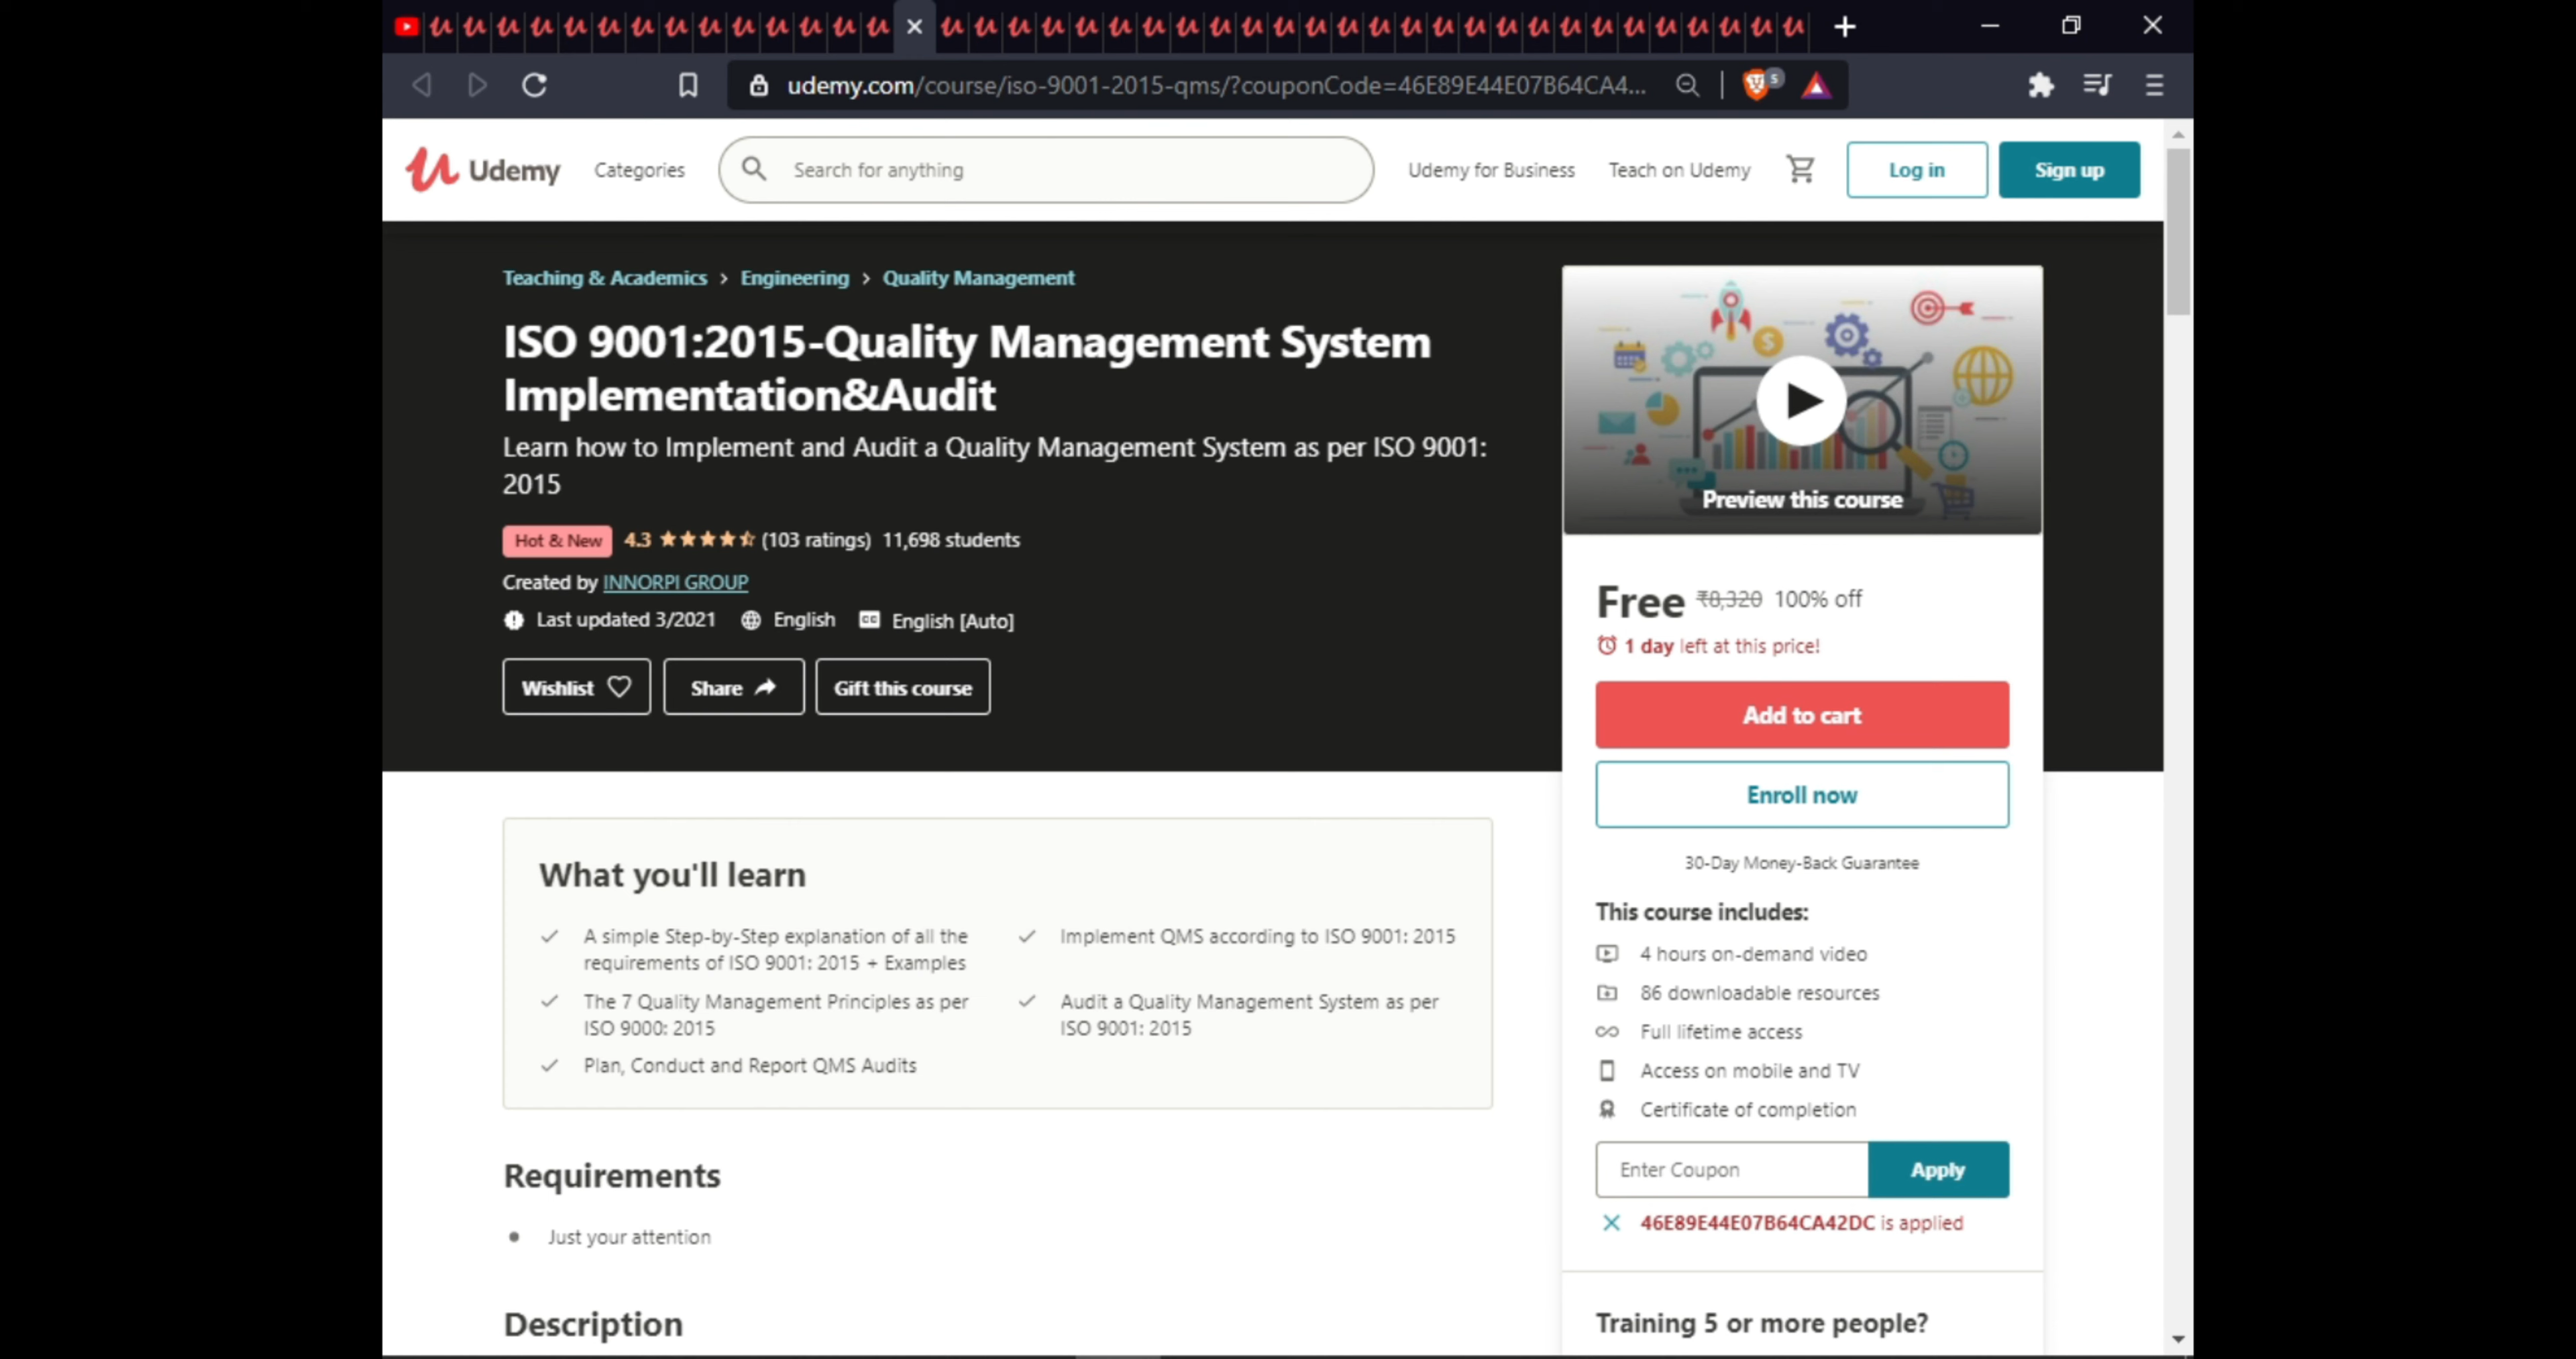 udemy.com/course/iso-9001-2015-qms/?couponCode=46E89E44E07B64CA4...
5
Udemy
Categories
Search for anything
Udemy for Business
Teach on Udemy
Log in
Sign up
Teaching & Academics > Engineering > Quality Management
ISO 9001:2015-Quality Management System
Implementation&Audit
Learn how to Implement and Audit a Quality Management System as per ISO 9001:
2015
Hot & New 4.3 (103 ratings) 11,698 students
Created by INNORPI GROUP
Last updated 3/2021 English CC English [Auto]
Wishlist
Share
Gift this course
Preview this course
Free ₹8,320 100% off
1 day left at this price!
Add to cart
Enroll now
30-Day Money-Back Guarantee
This course includes:
4 hours on-demand video
86 downloadable resources
Full lifetime access
Access on mobile and TV
Certificate of completion
Enter Coupon
Apply
46E89E44E07B64CA42DC is applied
Training 5 or more people?
What you'll learn
A simple Step-by-Step explanation of all the
requirements of ISO 9001: 2015 + Examples
Implement QMS according to ISO 9001: 2015
The 7 Quality Management Principles as per
ISO 9000: 2015
Audit a Quality Management System as per
ISO 9001: 2015
Plan, Conduct and Report QMS Audits
Requirements
Just your attention
Description